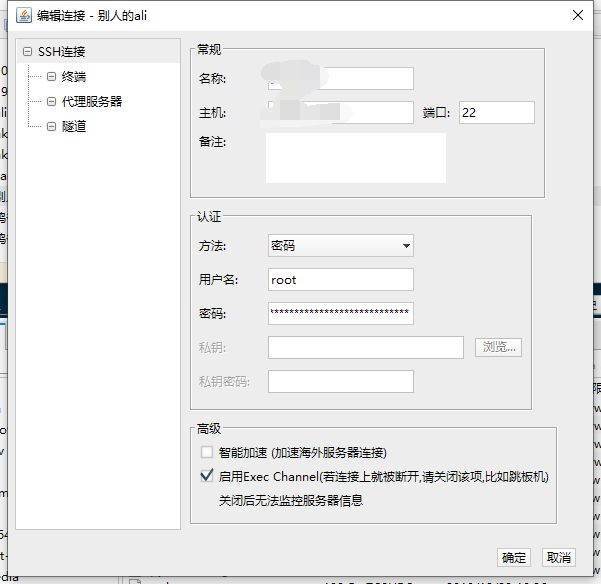 编辑连接 - 别人的ali
SSH连接
终端
代理服务器
隧道
常规
名称:
主机:
端口: 22
备注:
认证
方法: 密码
用户名: root
密码: *****************************
私钥: 浏览...
私钥密码:
高级
智能加速 (加速海外服务器连接)
启用Exec Channel(若连接上就被断开,请关闭该项,比如跳板机)
关闭后无法监控服务器信息
确定 取消